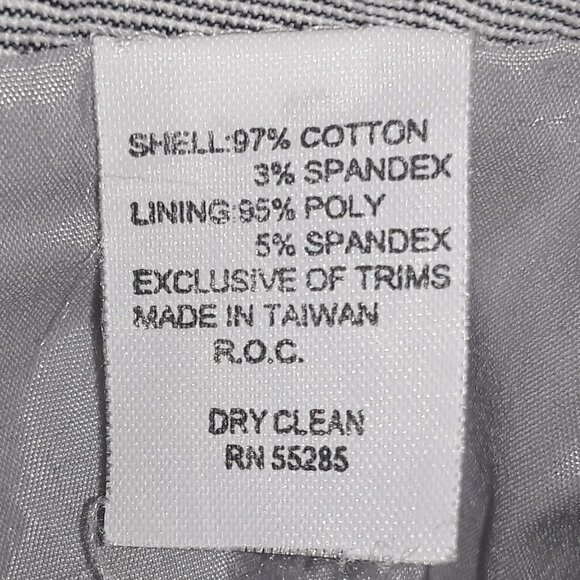 SHELL:97% COTTON
3% SPANDEX
LINING:95% POLY
5% SPANDEX
EXCLUSIVE OF TRIMS
MADE IN TAIWAN
R.O.C.
DRY CLEAN
RN 55285